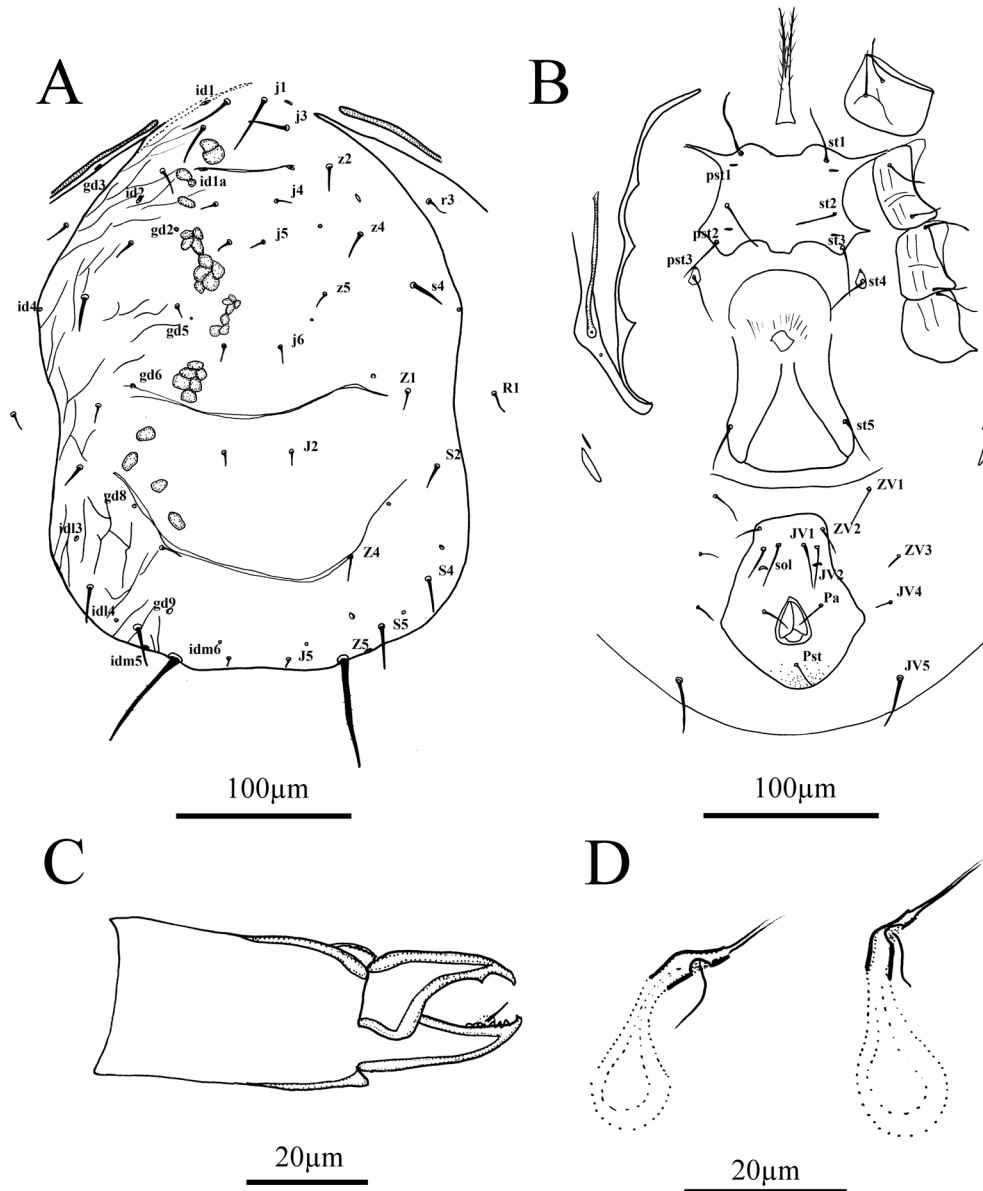 A
id1
j1
j3
gd3
id2
id1a
z2
j4
r3
gd2
j5
z4
id4
gd5
z5
s4
j6
gd6
Z1
R1
J2
S2
gd8
idl3
Z4
S4
idl4
gd9
S5
idm5
idm6
J5
Z5
100µm
B
st1
pst1
st2
pst2
st3
pst3
st4
st5
ZV1
ZV2
JV1
sol
JV2
ZV3
JV4
Pa
Pst
JV5
100µm
C
20µm
D
20µm